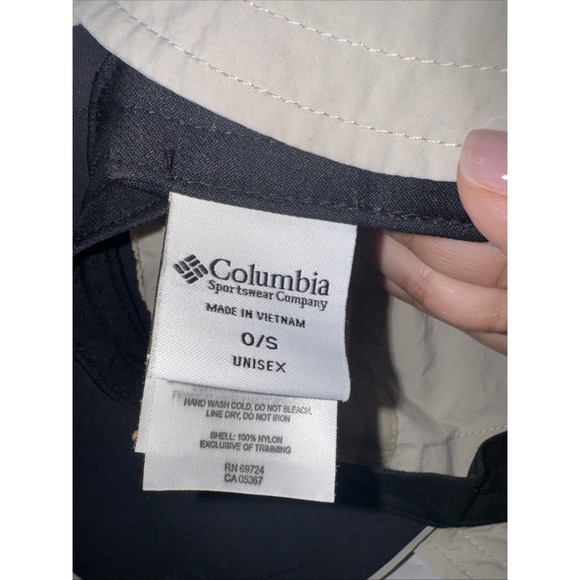 Columbia
Sportswear Company
MADE IN VIETNAM
O/S
UNISEX
HAND WASH COLD, DO NOT BLEACH,
LINE DRY, DO NOT IRON
SHELL: 100% NYLON
EXCLUSIVE OF TRIMMING
RN 69724
CA 05367